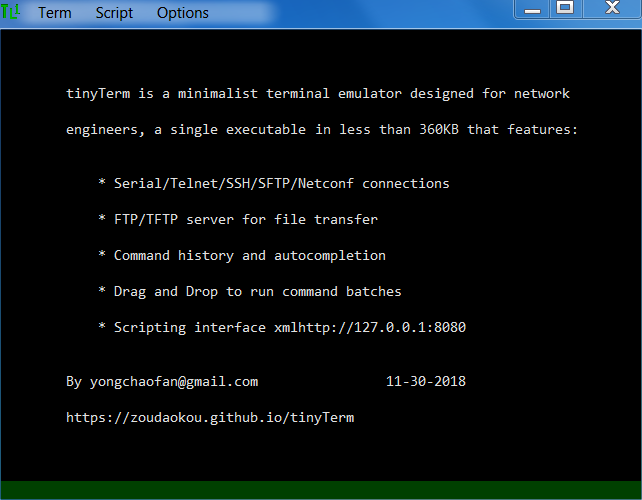 Term Script Options
tinyTerm is a minimalist terminal emulator designed for network
engineers, a single executable in less than 360KB that features:
* Serial/Telnet/SSH/SFTP/Netconf connections
* FTP/TFTP server for file transfer
* Command history and autocompletion
* Drag and Drop to run command batches
* Scripting interface xmlhttp://127.0.0.1:8080
By yongchaofan@gmail.com 11-30-2018
https://zoudaokou.github.io/tinyTerm